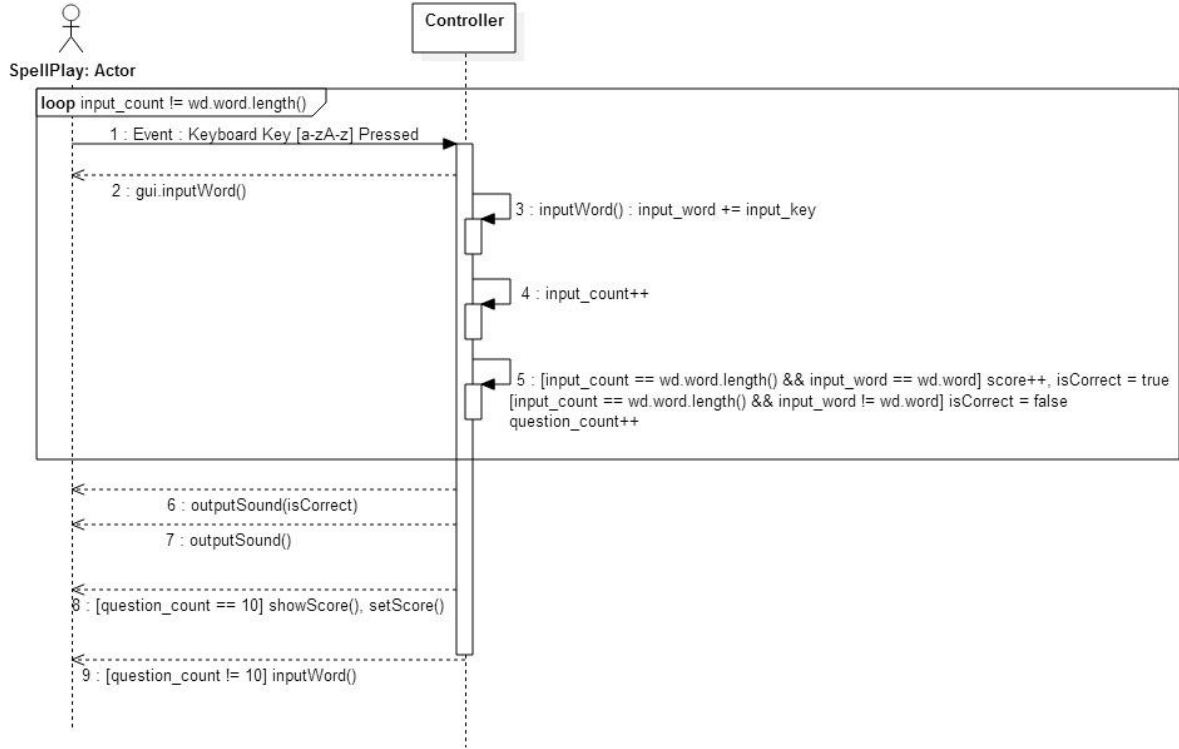 Controller
SpellPlay: Actor
loop input_count != wd.word.length()
1 : Event : Keyboard Key [a-zA-z] Pressed
2 : gui.inputWord()
3 : inputWord() : input_word += input_key
4 : input_count++
5 : [input_count == wd.word.length() && input_word == wd.word] score++, isCorrect = true
[input_count == wd.word.length() && input_word != wd.word] isCorrect = false
question_count++
6 : outputSound(isCorrect)
7 : outputSound()
8 : [question_count == 10] showScore(), setScore()
9 : [question_count != 10] inputWord()